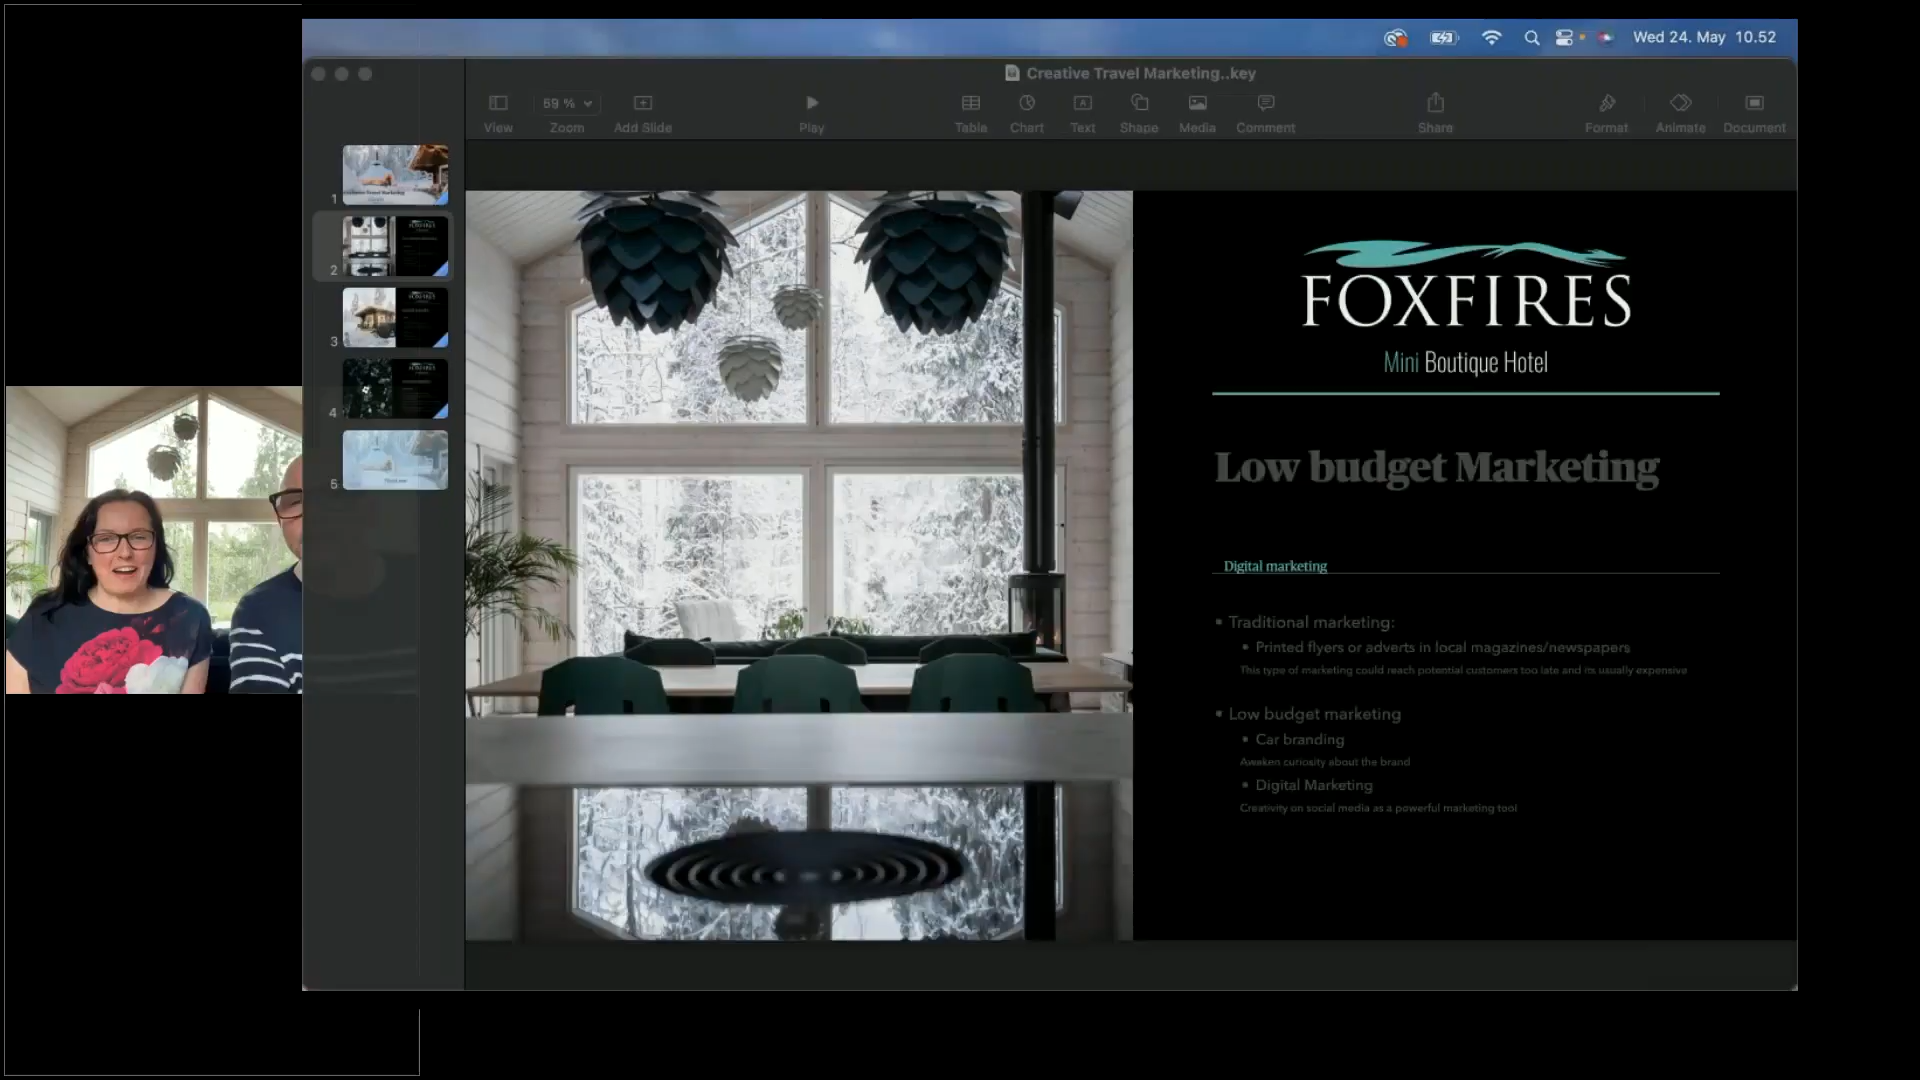 Wed 24. May 10.52
Creative Travel Marketing..key
59 %
View
Zoom
Add Slide
Play
Table
Chart
Text
Shape
Media
Comment
Share
Format
Animate
Document
1
2
3
4
5
FOXFIRES
Mini Boutique Hotel
Low budget Marketing
Digital marketing
▪ Traditional marketing:
• Printed flyers or adverts in local magazines/newspapers
This type of marketing could reach potential customers too late and its usually expensive
▪ Low budget marketing
▪ Car branding
Awaken curiosity about the brand
▪ Digital Marketing
Creativity on social media as a powerful marketing tool